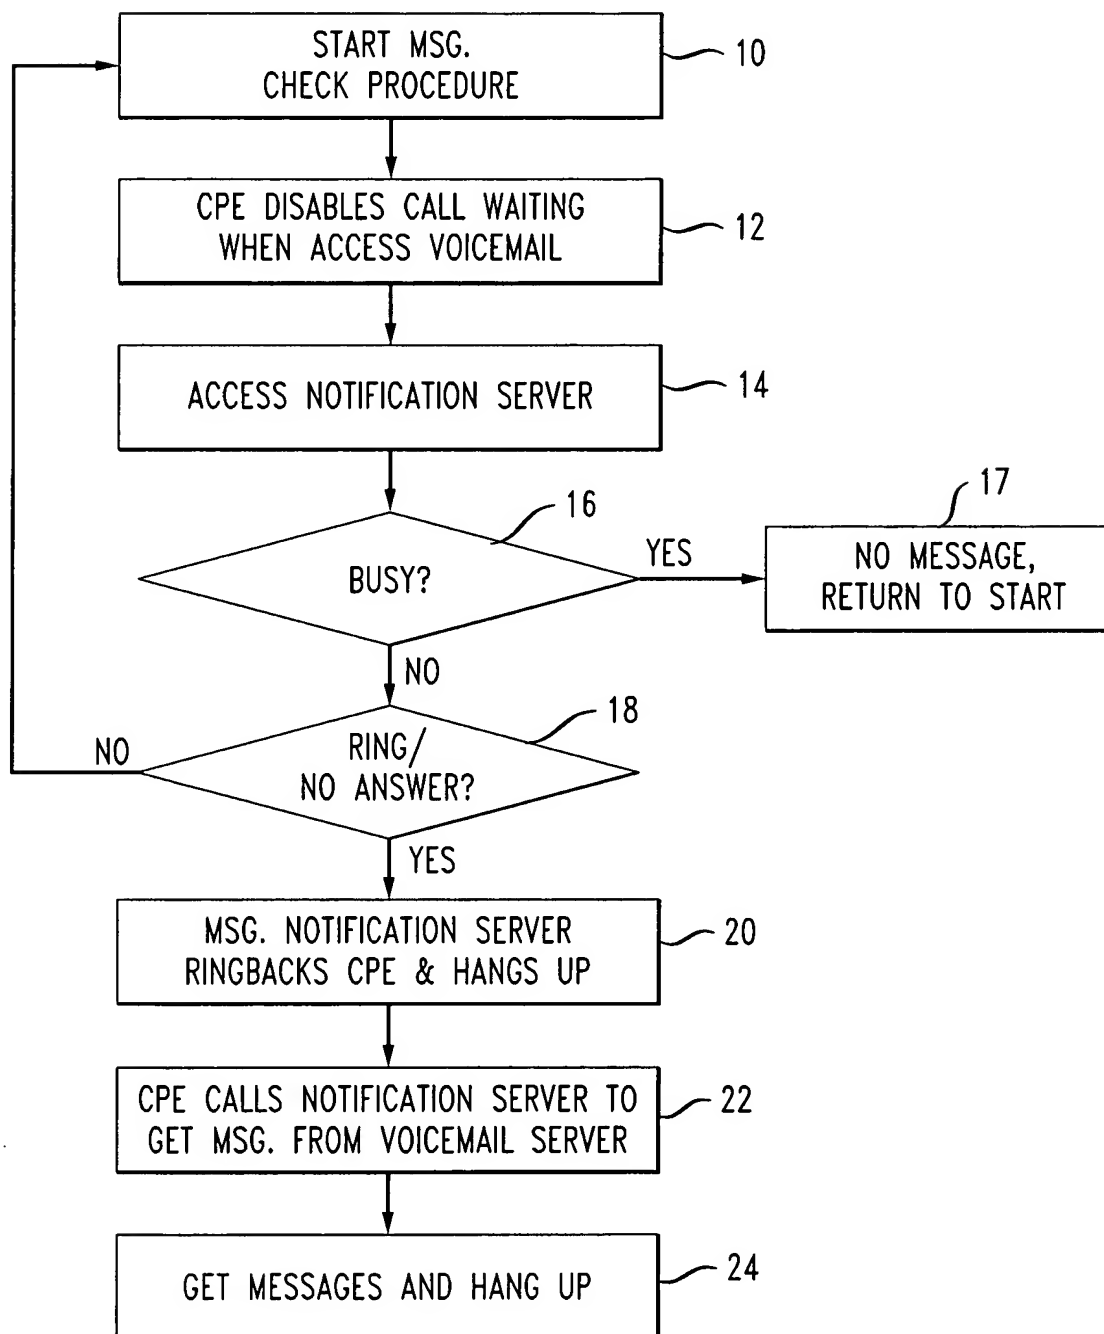 START MSG.
CHECK PROCEDURE
10
CPE DISABLES CALL WAITING
WHEN ACCESS VOICEMAIL
12
ACCESS NOTIFICATION SERVER
14
16
BUSY?
YES
17
NO MESSAGE,
RETURN TO START
NO
18
NO
RING/
NO ANSWER?
YES
MSG. NOTIFICATION SERVER
RINGBACKS CPE & HANGS UP
20
CPE CALLS NOTIFICATION SERVER TO
GET MSG. FROM VOICEMAIL SERVER
22
GET MESSAGES AND HANG UP
24